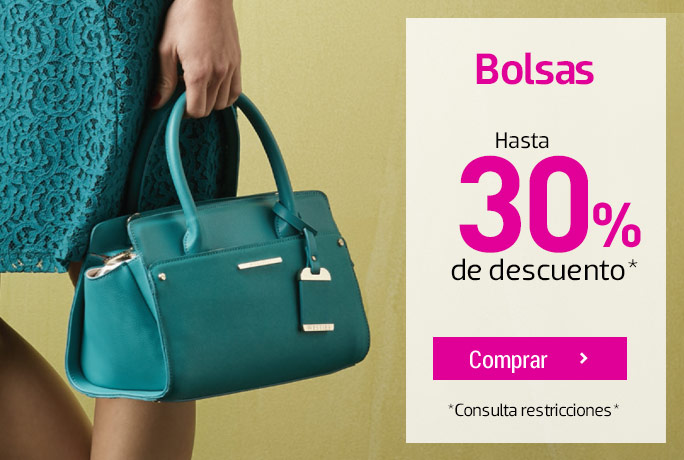 Bolsas
Hasta
30%
de descuento*
Comprar >
*Consulta restricciones*